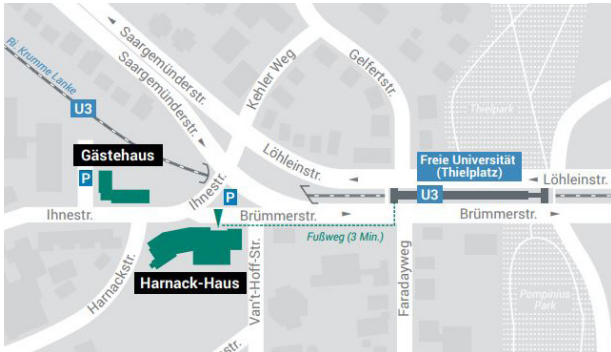 Saargemünderstr.
Saargemünderstr.
Ri. Krumme Lanke
U3
Kehler Weg
Gelfertstr.
Thielpark
Gästehaus
P
Löhleinstr.
Freie Universität
(Thielplatz)
U3
Löhleinstr.
Ihnestr.
P
Ihnestr.
Brümmerstr.
Brümmerstr.
Fußweg (3 Min.)
Harnackstr.
Harnack-Haus
Van't-Hoff-Str.
Faradayweg
Pompinius
Park